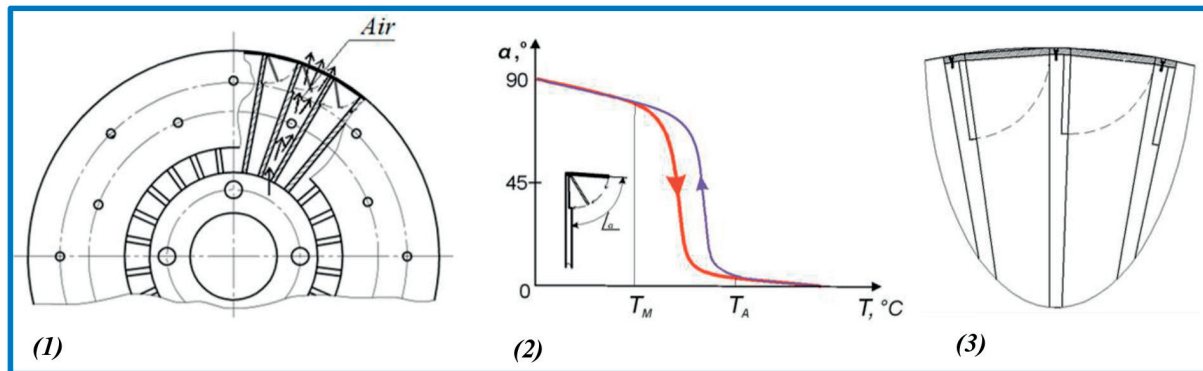 Air
α, °
90
45
0
α
T_M
T_A
T, °C
(1)
(2)
(3)